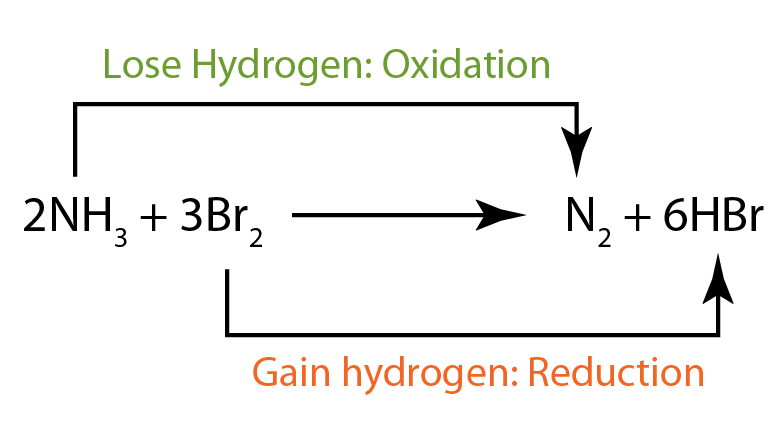 Lose Hydrogen: Oxidation
2NH₃ + 3Br₂ ⟶ N₂ + 6HBr
Gain hydrogen: Reduction